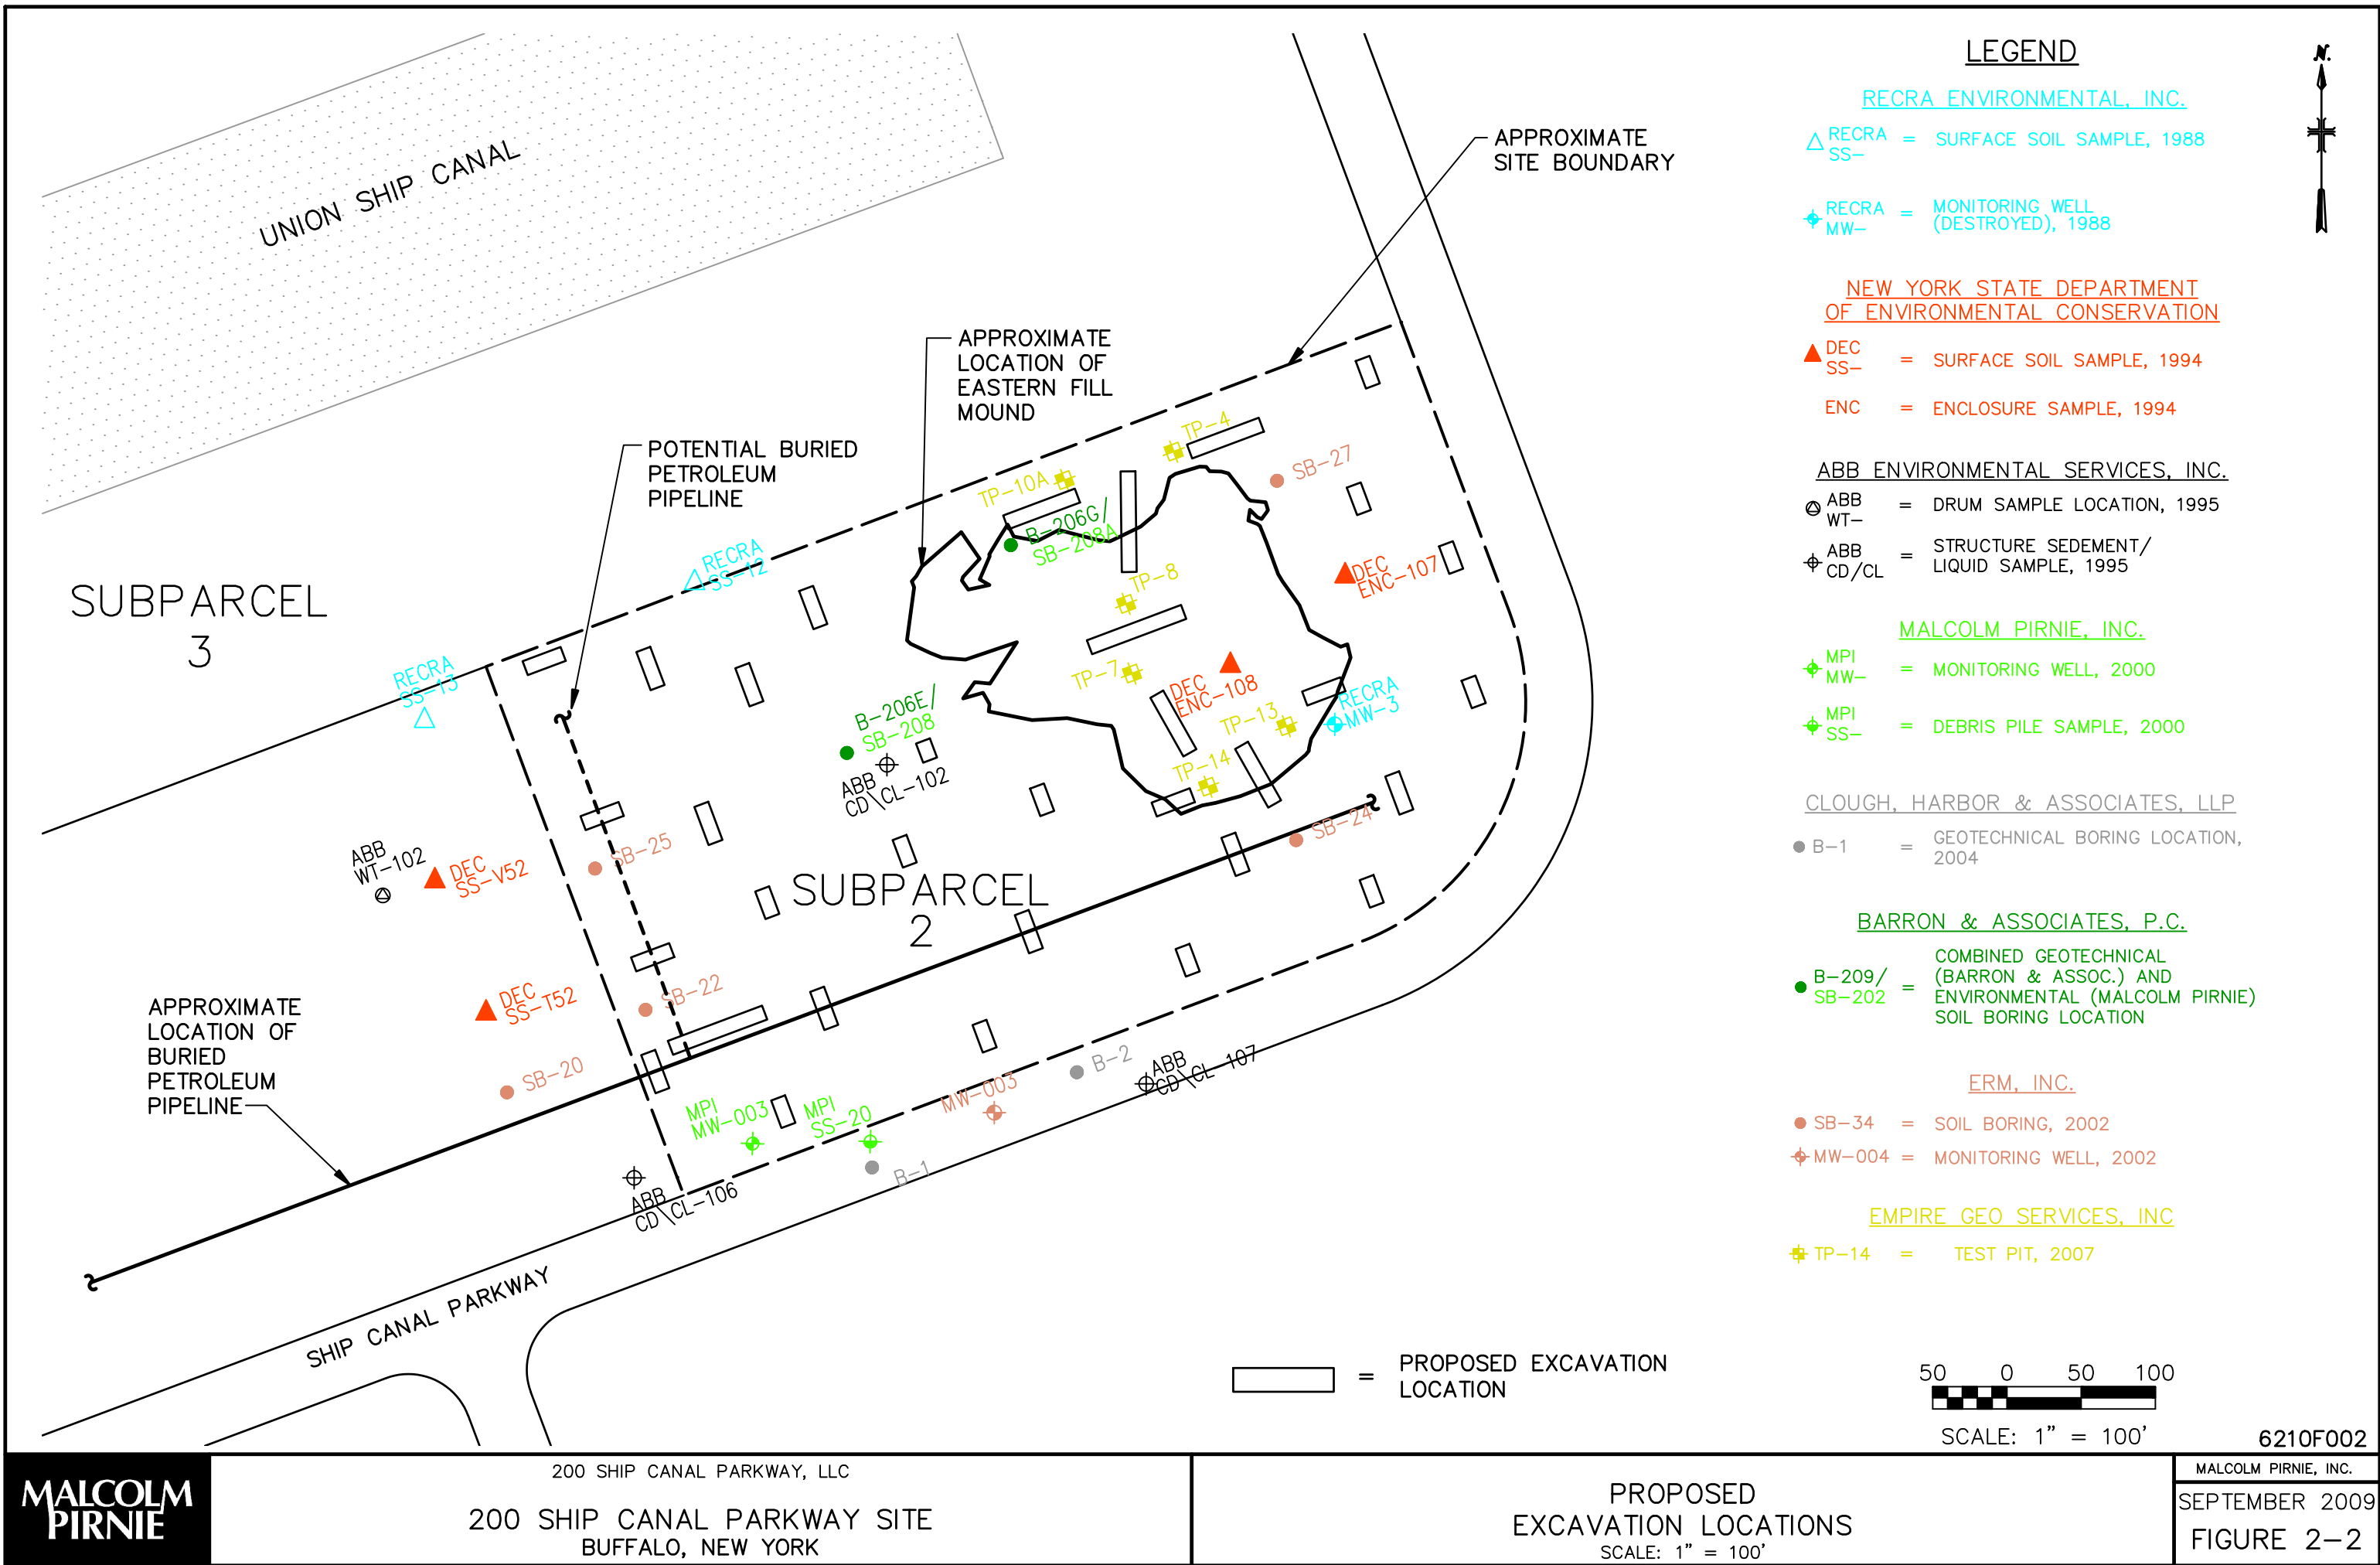 UNION SHIP CANAL
APPROXIMATE
SITE BOUNDARY
APPROXIMATE
LOCATION OF
EASTERN FILL
MOUND
POTENTIAL BURIED
PETROLEUM
PIPELINE
TP-4
SB-27
TP-10A
B-206G/
SB-208A
RECRA
SS-12
TP-8
DEC
ENC-107
SUBPARCEL
3
RECRA
SS-13
TP-7
DEC
ENC-108
RECRA
MW-3
TP-13
B-206E/
SB-208
ABB
CD\CL-102
TP-14
SB-24
SB-25
ABB
WT-102
DEC
SS-V52
SUBPARCEL
2
SB-22
DEC
SS-T52
APPROXIMATE
LOCATION OF
BURIED
PETROLEUM
PIPELINE
SB-20
B-2
ABB
CD\CL-107
MW-003
MPI
MW-003
MPI
SS-20
B-1
ABB
CD\CL-106
SHIP CANAL PARKWAY
LEGEND
N.
RECRA ENVIRONMENTAL, INC.
RECRA
SS-
= SURFACE SOIL SAMPLE, 1988
RECRA
MW-
= MONITORING WELL
(DESTROYED), 1988
NEW YORK STATE DEPARTMENT
OF ENVIRONMENTAL CONSERVATION
DEC
SS-
= SURFACE SOIL SAMPLE, 1994
ENC = ENCLOSURE SAMPLE, 1994
ABB ENVIRONMENTAL SERVICES, INC.
ABB
WT-
= DRUM SAMPLE LOCATION, 1995
ABB
CD/CL
= STRUCTURE SEDEMENT/
LIQUID SAMPLE, 1995
MALCOLM PIRNIE, INC.
MPI
MW-
= MONITORING WELL, 2000
MPI
SS-
= DEBRIS PILE SAMPLE, 2000
CLOUGH, HARBOR & ASSOCIATES, LLP
B-1 = GEOTECHNICAL BORING LOCATION,
2004
BARRON & ASSOCIATES, P.C.
B-209/
SB-202
= COMBINED GEOTECHNICAL
(BARRON & ASSOC.) AND
ENVIRONMENTAL (MALCOLM PIRNIE)
SOIL BORING LOCATION
ERM, INC.
SB-34 = SOIL BORING, 2002
MW-004 = MONITORING WELL, 2002
EMPIRE GEO SERVICES, INC
TP-14 = TEST PIT, 2007
= PROPOSED EXCAVATION
LOCATION
50 0 50 100
SCALE: 1" = 100'
6210F002
MALCOLM
PIRNIE
200 SHIP CANAL PARKWAY, LLC
200 SHIP CANAL PARKWAY SITE
BUFFALO, NEW YORK
PROPOSED
EXCAVATION LOCATIONS
SCALE: 1" = 100'
MALCOLM PIRNIE, INC.
SEPTEMBER 2009
FIGURE 2-2